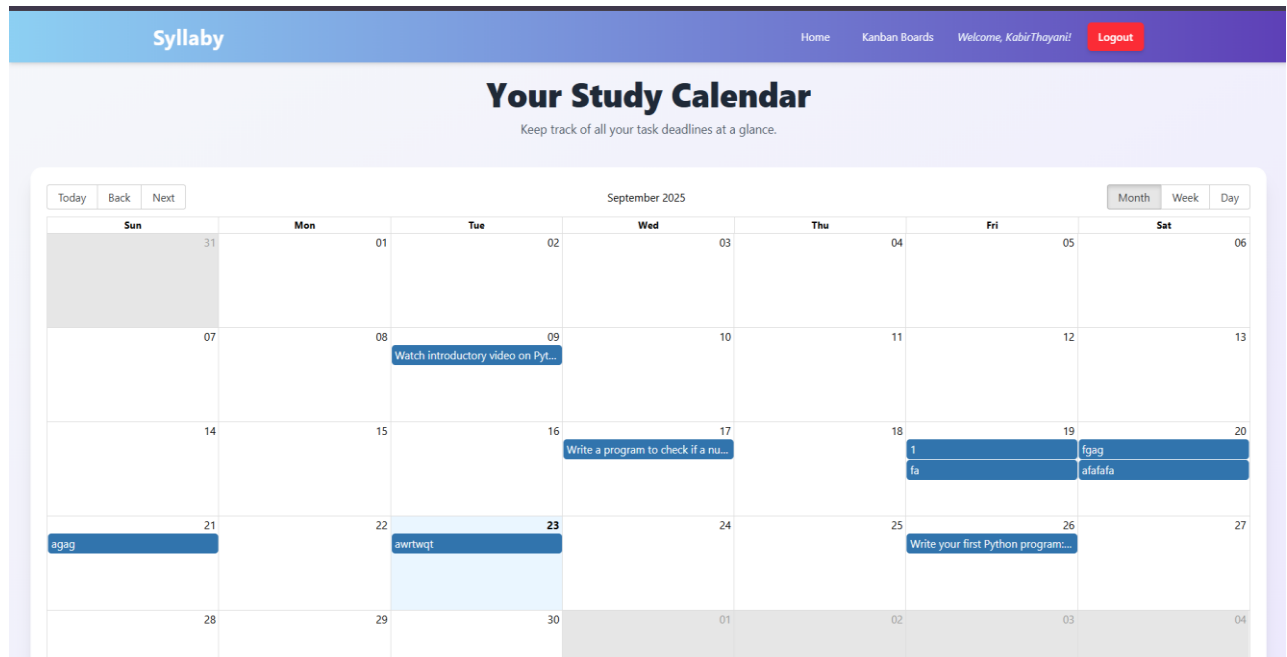 Syllaby
Home Kanban Boards Welcome, KabirThayani! Logout
Your Study Calendar
Keep track of all your task deadlines at a glance.
Today Back Next September 2025 Month Week Day
Sun Mon Tue Wed Thu Fri Sat
31 01 02 03 04 05 06
07 08 09 10 11 12 13
Watch introductory video on Pyt...
14 15 16 17 18 19 20
Write a program to check if a nu... 1 fgag
fa afafafa
21 22 23 24 25 26 27
agag awrtwqt Write your first Python program:...
28 29 30 01 02 03 04